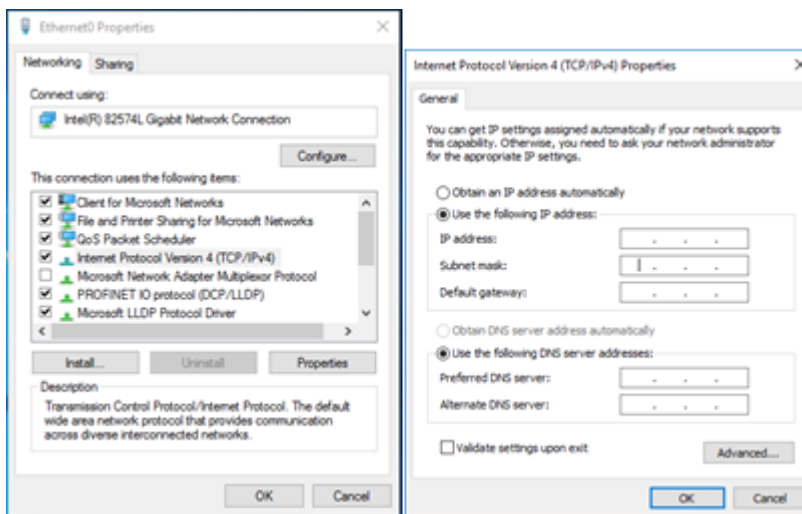 Ethernet0 Properties
Networking
Sharing
Connect using:
Intel(R) 82574L Gigabit Network Connection
Configure...
This connection uses the following items:
Client for Microsoft Networks
File and Printer Sharing for Microsoft Networks
QoS Packet Scheduler
Internet Protocol Version 4 (TCP/IPv4)
Microsoft Network Adapter Multiplexor Protocol
PROFINET IO protocol (DCP/LLDP)
Microsoft LLDP Protocol Driver
Install...
Uninstall
Properties
Description
Transmission Control Protocol/Internet Protocol. The default
wide area network protocol that provides communication
across diverse interconnected networks.
OK
Cancel
Internet Protocol Version 4 (TCP/IPv4) Properties
General
You can get IP settings assigned automatically if your network supports
this capability. Otherwise, you need to ask your network administrator
for the appropriate IP settings.
Obtain an IP address automatically
Use the following IP address:
IP address:
Subnet mask:
Default gateway:
Obtain DNS server address automatically
Use the following DNS server addresses:
Preferred DNS server:
Alternate DNS server:
Validate settings upon exit
Advanced...
OK
Cancel